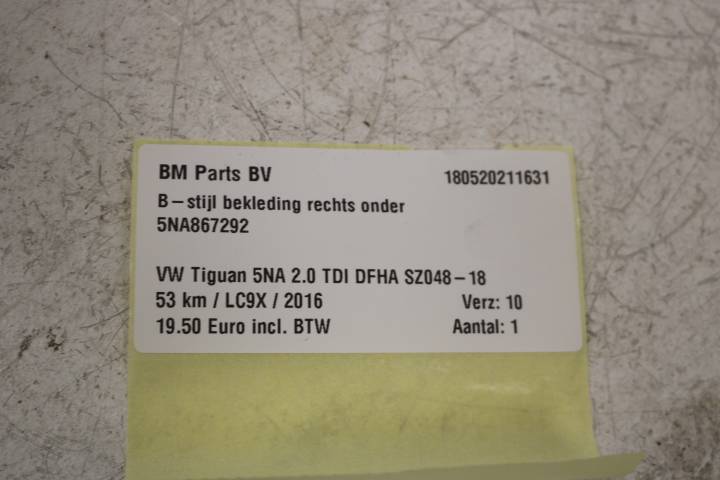 BM Parts BV 180520211631
B-stijl bekleding rechts onder
5NA867292
VW Tiguan 5NA 2.0 TDI DFHA SZ048-18
53 km / LC9X / 2016 Verz: 10
19.50 Euro incl. BTW Aantal: 1